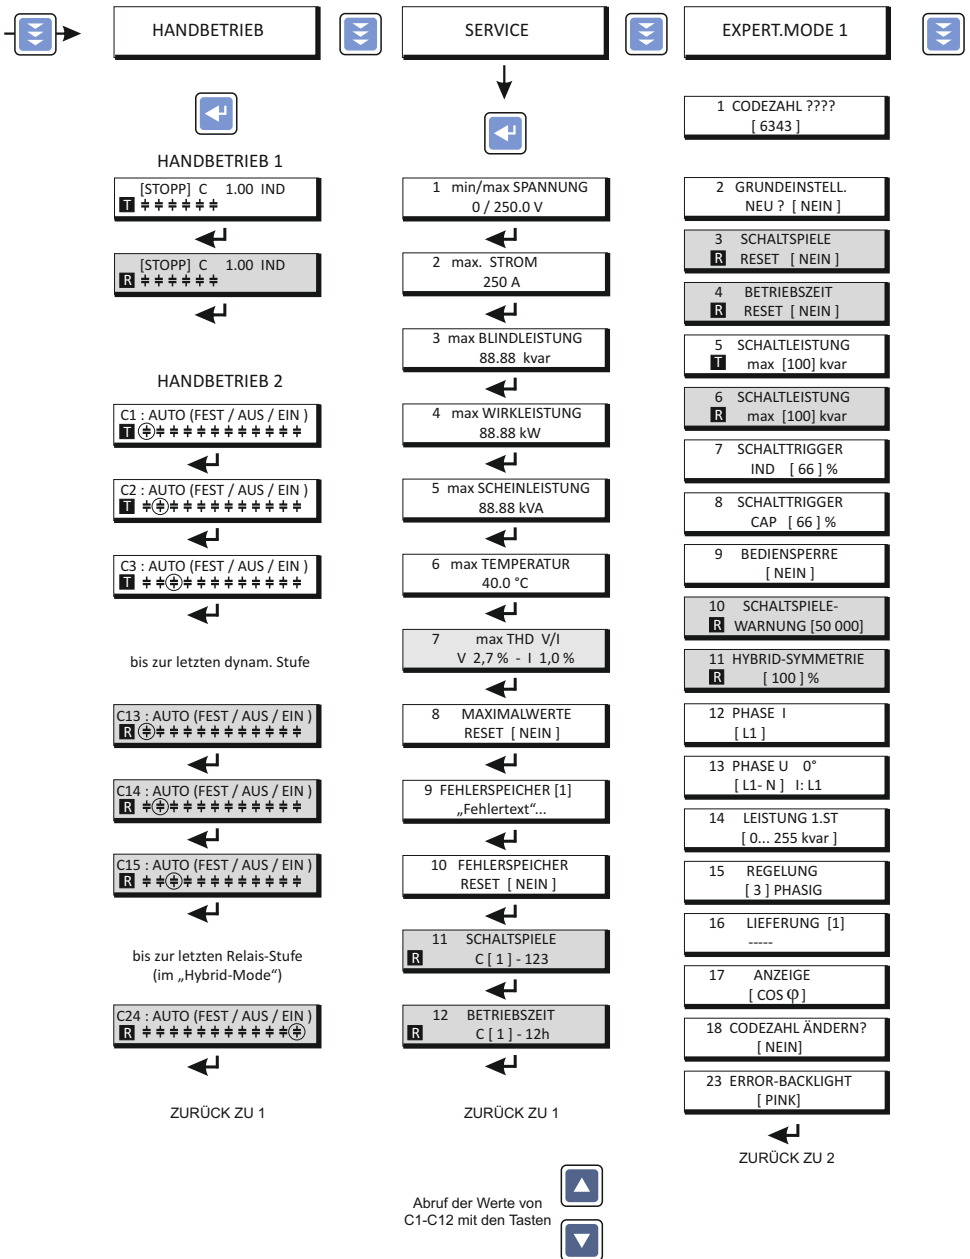 HANDBETRIEB
HANDBETRIEB 1
[STOPP] C 1.00 IND
T
[STOPP] C 1.00 IND
R
HANDBETRIEB 2
C1 : AUTO (FEST / AUS / EIN )
T
C2 : AUTO (FEST / AUS / EIN )
T
C3 : AUTO (FEST / AUS / EIN )
T
bis zur letzten dynam. Stufe
C13 : AUTO (FEST / AUS / EIN )
R
C14 : AUTO (FEST / AUS / EIN )
R
C15 : AUTO (FEST / AUS / EIN )
R
bis zur letzten Relais-Stufe
(im „Hybrid-Mode“)
C24 : AUTO (FEST / AUS / EIN )
R
ZURÜCK ZU 1
SERVICE
1 min/max SPANNUNG
0 / 250.0 V
2 max. STROM
250 A
3 max BLINDLEISTUNG
88.88 kvar
4 max WIRKLEISTUNG
88.88 kW
5 max SCHEINLEISTUNG
88.88 kVA
6 max TEMPERATUR
40.0 °C
7 max THD V/I
V 2,7 % - I 1,0 %
8 MAXIMALWERTE
RESET [ NEIN ]
9 FEHLERSPEICHER [1]
„Fehlertext“...
10 FEHLERSPEICHER
RESET [ NEIN ]
11 SCHALTSPIELE
R C [ 1 ] - 123
12 BETRIEBSZEIT
R C [ 1 ] - 12h
ZURÜCK ZU 1
Abruf der Werte von
C1-C12 mit den Tasten
EXPERT.MODE 1
1 CODEZAHL ????
[ 6343 ]
2 GRUNDEINSTELL.
NEU ? [ NEIN ]
3 SCHALTSPIELE
R RESET [ NEIN ]
4 BETRIEBSZEIT
R RESET [ NEIN ]
5 SCHALTLEISTUNG
T max [100] kvar
6 SCHALTLEISTUNG
R max [100] kvar
7 SCHALTTRIGGER
IND [ 66 ] %
8 SCHALTTRIGGER
CAP [ 66 ] %
9 BEDIENSPERRE
[ NEIN ]
10 SCHALTSPIELE-
R WARNUNG [50 000]
11 HYBRID-SYMMETRIE
R [ 100 ] %
12 PHASE I
[ L1 ]
13 PHASE U 0°
[ L1- N ] I: L1
14 LEISTUNG 1.ST
[ 0... 255 kvar ]
15 REGELUNG
[ 3 ] PHASIG
16 LIEFERUNG [1]
-----
17 ANZEIGE
[ COS φ ]
18 CODEZAHL ÄNDERN?
[ NEIN]
23 ERROR-BACKLIGHT
[ PINK]
ZURÜCK ZU 2